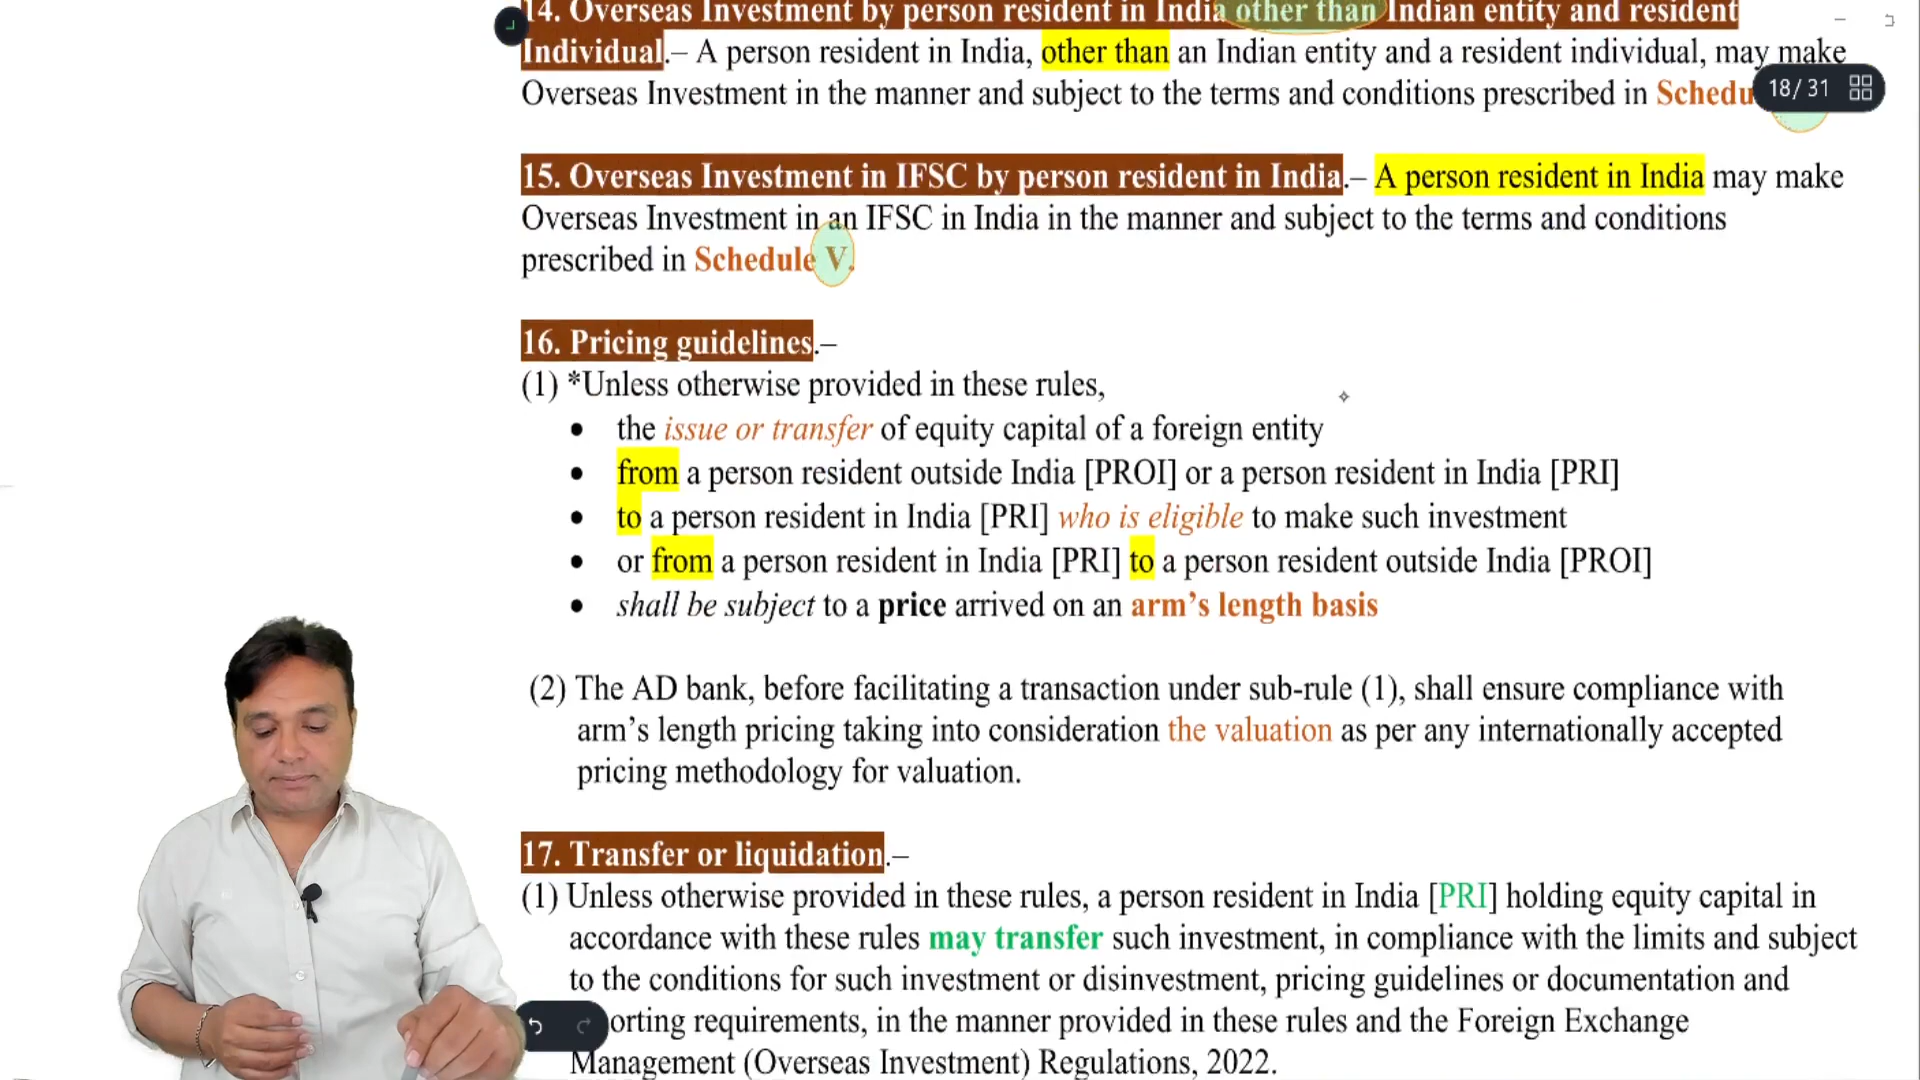 14. Overseas Investment by person resident in India other than Indian entity and resident
Individual.– A person resident in India, other than an Indian entity and a resident individual, may make
Overseas Investment in the manner and subject to the terms and conditions prescribed in Schedu
18/ 31
15. Overseas Investment in IFSC by person resident in India.– A person resident in India may make
Overseas Investment in an IFSC in India in the manner and subject to the terms and conditions
prescribed in Schedule V.
16. Pricing guidelines.–
(1) *Unless otherwise provided in these rules,
• the issue or transfer of equity capital of a foreign entity
• from a person resident outside India [PROI] or a person resident in India [PRI]
• to a person resident in India [PRI] who is eligible to make such investment
• or from a person resident in India [PRI] to a person resident outside India [PROI]
• shall be subject to a price arrived on an arm’s length basis
(2) The AD bank, before facilitating a transaction under sub-rule (1), shall ensure compliance with
arm’s length pricing taking into consideration the valuation as per any internationally accepted
pricing methodology for valuation.
17. Transfer or liquidation.–
(1) Unless otherwise provided in these rules, a person resident in India [PRI] holding equity capital in
accordance with these rules may transfer such investment, in compliance with the limits and subject
to the conditions for such investment or disinvestment, pricing guidelines or documentation and
orting requirements, in the manner provided in these rules and the Foreign Exchange
Management (Overseas Investment) Regulations, 2022.